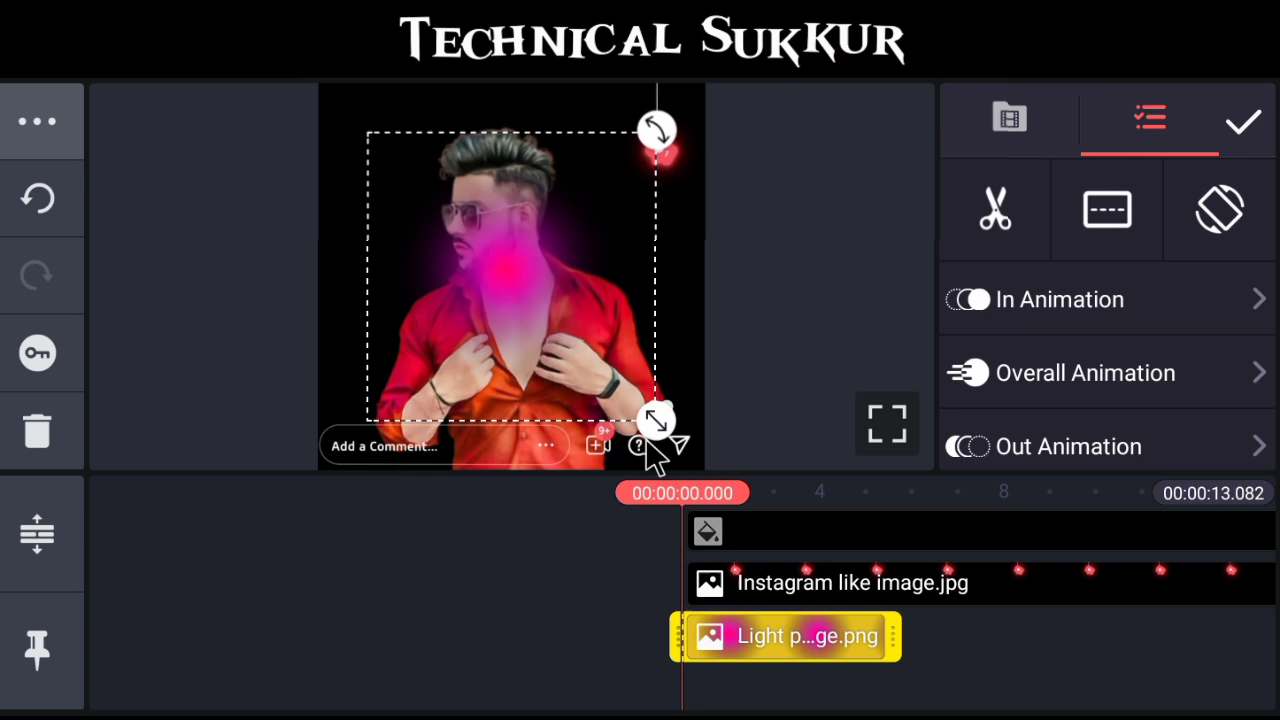 TECHNICAL SUKKUR
In Animation
Overall Animation
Out Animation
9+
Add a Comment...
00:00:00.000
4
8
00:00:13.082
Instagram like image.jpg
Light p...ge.png